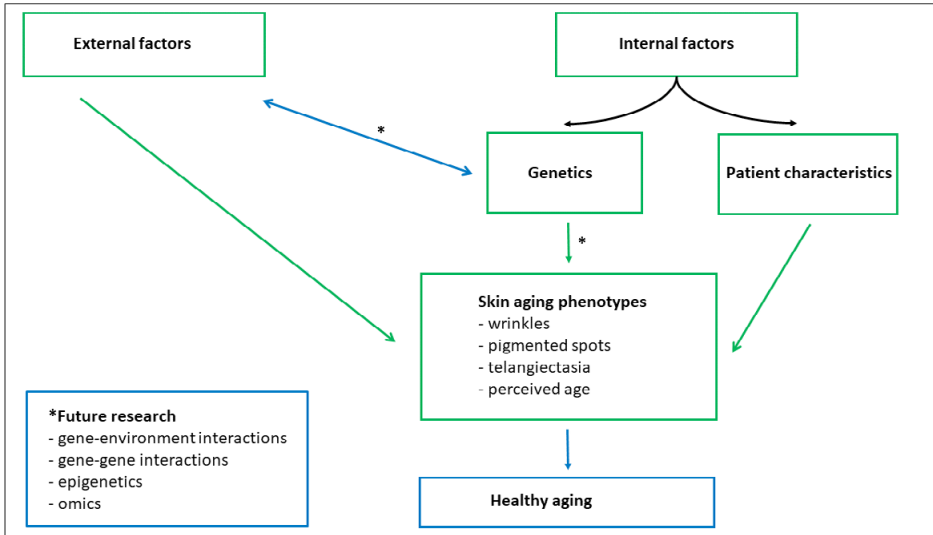 External factors
Internal factors
*
Genetics
Patient characteristics
*
Skin aging phenotypes
- wrinkles
- pigmented spots
- telangiectasia
- perceived age
*Future research
- gene-environment interactions
- gene-gene interactions
- epigenetics
- omics
Healthy aging